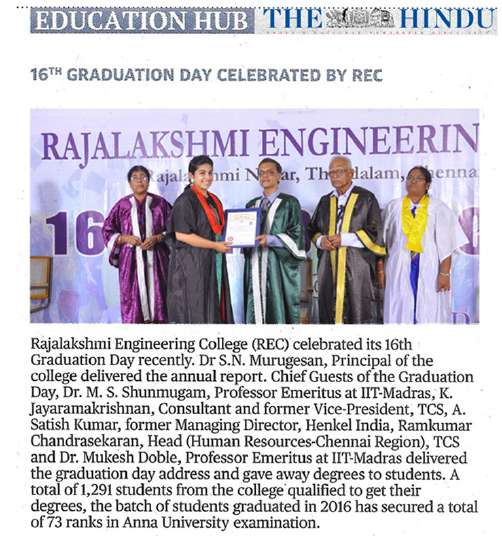 EDUCATION HUB THE HINDU
16TH GRADUATION DAY CELEBRATED BY REC
RAJALAKSHMI ENGINEERIN
Rajalakshmi Nagar, Thandalam, Chenna
16
Rajalakshmi Engineering College (REC) celebrated its 16th
Graduation Day recently. Dr S.N. Murugesan, Principal of the
college delivered the annual report. Chief Guests of the Graduation
Day, Dr. M. S. Shunmugam, Professor Emeritus at IIT-Madras, K.
Jayaramakrishnan, Consultant and former Vice-President, TCS, A.
Satish Kumar, former Managing Director, Henkel India, Ramkumar
Chandrasekaran, Head (Human Resources-Chennai Region), TCS
and Dr. Mukesh Doble, Professor Emeritus at IIT-Madras delivered
the graduation day address and gave away degrees to students. A
total of 1,291 students from the college qualified to get their
degrees, the batch of students graduated in 2016 has secured a total
of 73 ranks in Anna University examination.